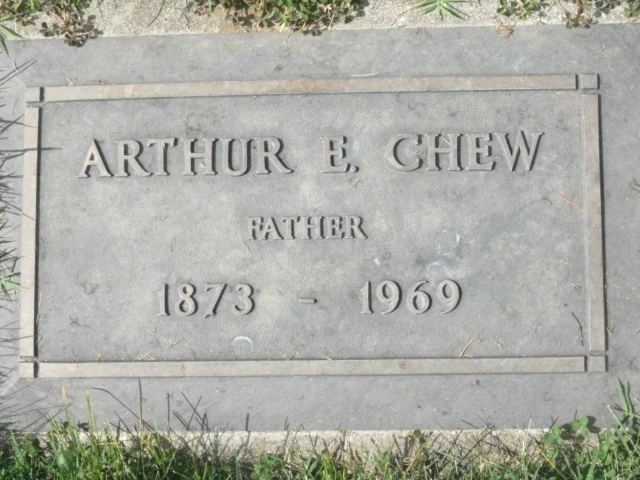 ARTHUR E. CHEW
FATHER
1873 - 1969